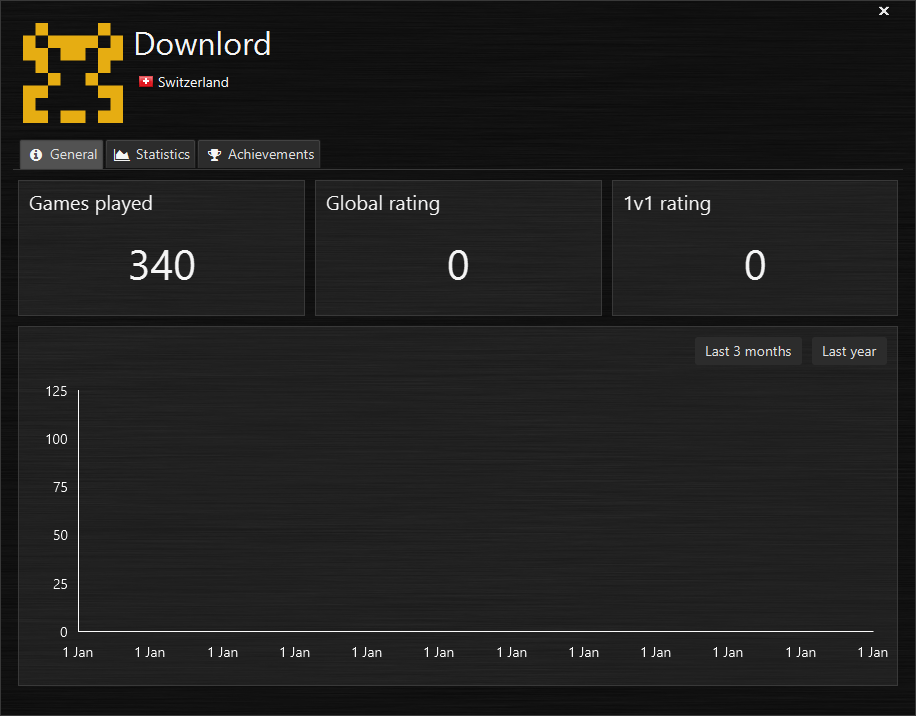 Downlord
Switzerland
General Statistics Achievements
Games played
340
Global rating
0
1v1 rating
0
Last 3 months Last year
125
100
75
50
25
0
1 Jan 1 Jan 1 Jan 1 Jan 1 Jan 1 Jan 1 Jan 1 Jan 1 Jan 1 Jan 1 Jan 1 Jan